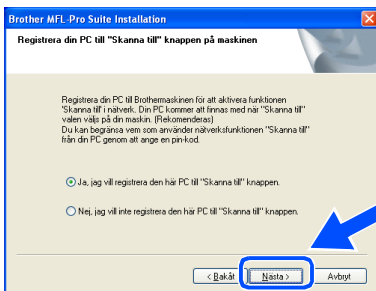 Brother MFL-Pro Suite Installation
Registrera din PC till "Skanna till" knappen på maskinen
Registrera din PC till Brothermaskinen för att aktivera funktionen
'Skanna till' i nätverk. Din PC kommer att finnas med när "Skanna till"
valen väljs på din maskin. (Rekomenderas)
Du kan begränsa vem som använder nätverksfunktionen "Skanna till"
från din PC genom att ange en pin-kod.
Ja, jag vill registrera den här PC till "Skanna till" knappen.
Nej, jag vill inte registrera den här PC till "Skanna till" knappen.
< Bakåt Nästa > Avbryt